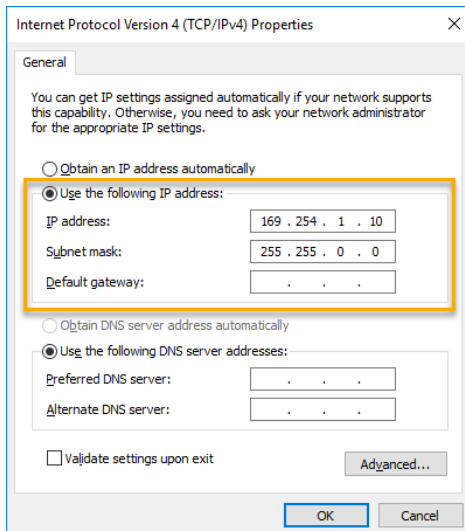 Internet Protocol Version 4 (TCP/IPv4) Properties
General
You can get IP settings assigned automatically if your network supports
this capability. Otherwise, you need to ask your network administrator
for the appropriate IP settings.
Obtain an IP address automatically
Use the following IP address:
IP address: 169 . 254 . 1 . 10
Subnet mask: 255 . 255 . 0 . 0
Default gateway: . . .
Obtain DNS server address automatically
Use the following DNS server addresses:
Preferred DNS server: . . .
Alternate DNS server: . . .
Validate settings upon exit
Advanced...
OK Cancel